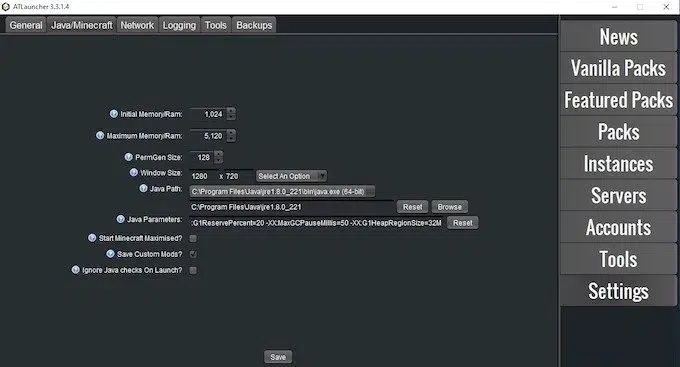 ATLauncher 3.3.1.4
General Java/Minecraft Network Logging Tools Backups
News
Vanilla Packs
Featured Packs
Packs
Instances
Servers
Accounts
Tools
Settings
Initial Memory/Ram: 1,024
Maximum Memory/Ram: 5,120
PermGen Size: 128
Window Size: 1280 x 720 Select An Option
Java Path: C:\Program Files\Java\jre1.8.0_221\bin\java.exe (64-bit)
C:\Program Files\Java\jre1.8.0_221 Reset Browse
Java Parameters: :G1ReservePercent=20 -XX:MaxGCPauseMillis=50 -XX:G1HeapRegionSize=32M Reset
Start Minecraft Maximised?
Save Custom Mods?
Ignore Java checks On Launch?
Save